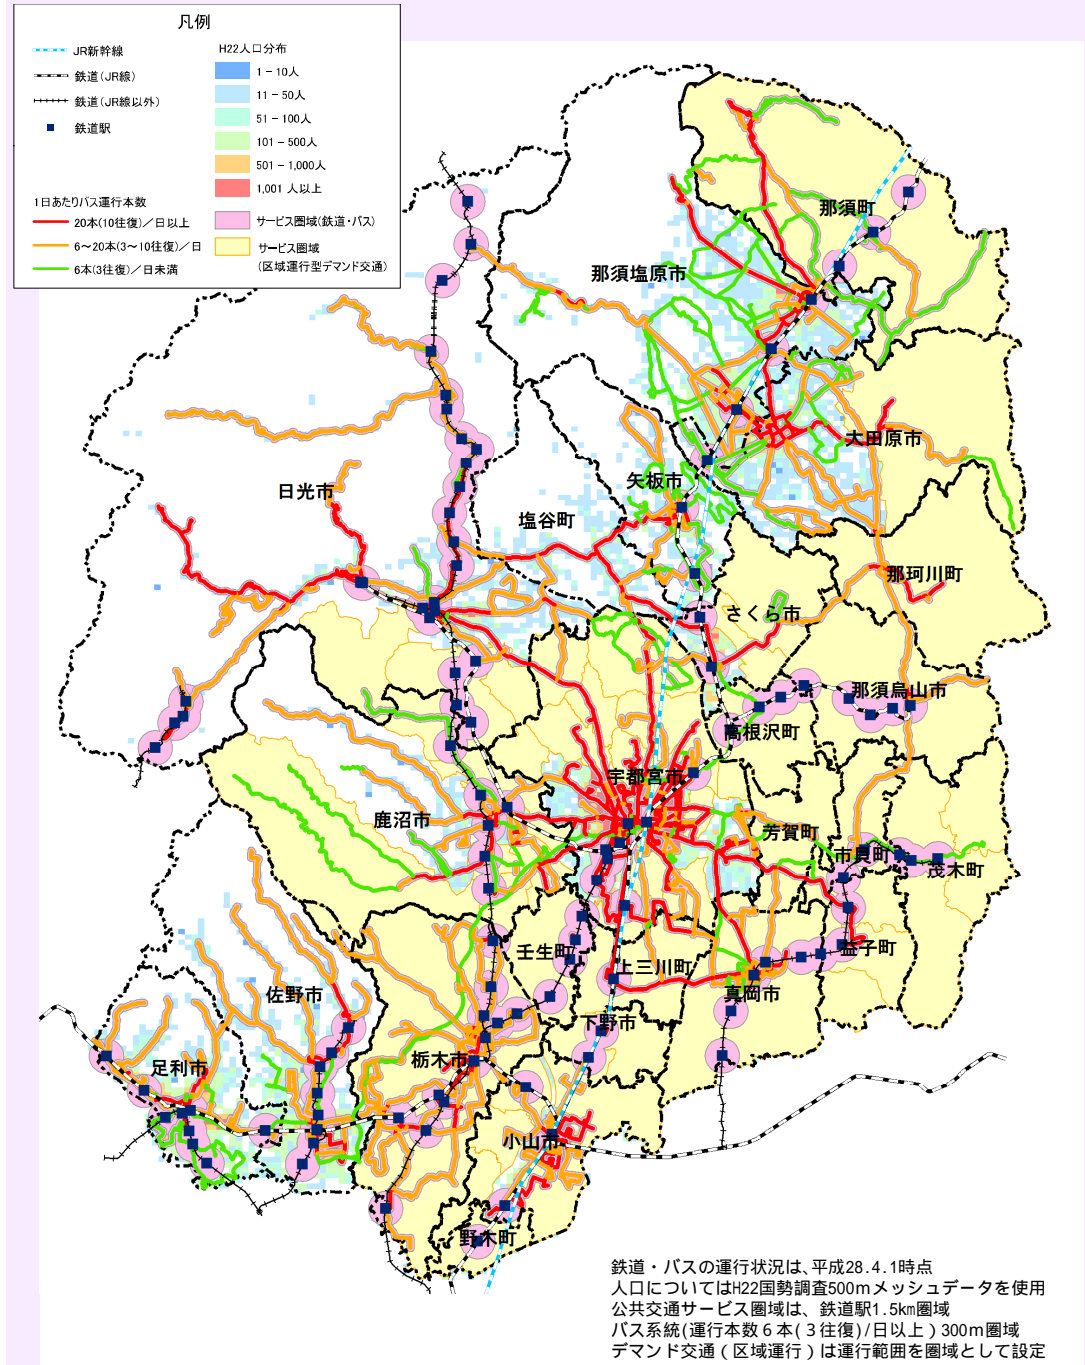 凡例
JR新幹線
鉄道(JR線)
鉄道(JR線以外)
鉄道駅
H22人口分布
1 - 10人
11 - 50人
51 - 100人
101 - 500人
501 - 1,000人
1,001 人以上
1日あたりバス運行本数
20本(10往復)/日以上
6~20本(3~10往復)/日
6本(3往復)/日未満
サービス圏域(鉄道・バス)
サービス圏域
(区域運行型デマンド交通)
那須町
那須塩原市
大田原市
矢板市
日光市
塩谷町
那珂川町
さくら市
那須烏山市
高根沢町
宇都宮市
鹿沼市
芳賀町
市貝町
茂木町
壬生町
益子町
上三川町
真岡市
佐野市
下野市
栃木市
足利市
小山市
野木町
鉄道・バスの運行状況は、平成28.4.1時点
人口についてはH22国勢調査500mメッシュデータを使用
公共交通サービス圏域は、鉄道駅1.5km圏域
バス系統(運行本数6本(3往復)/日以上)300m圏域
デマンド交通(区域運行)は運行範囲を圏域として設定